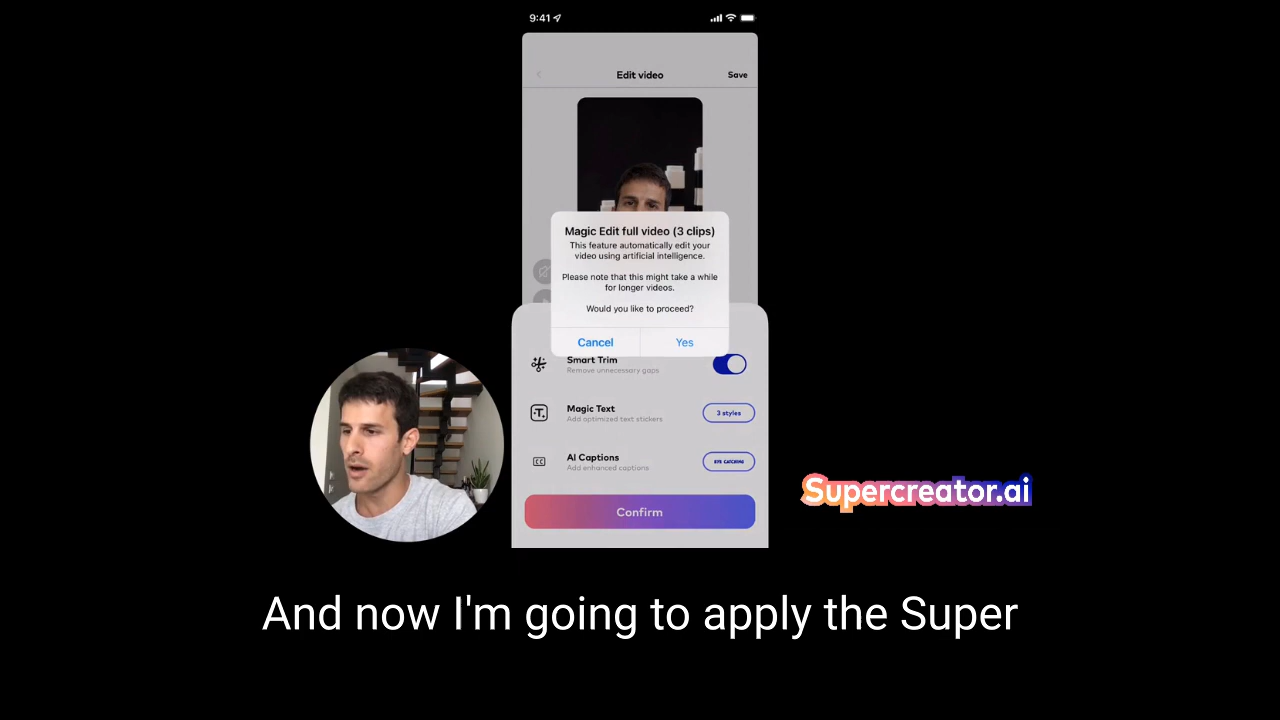 9:41
Edit video
Save
Magic Edit full video (3 clips)
This feature automatically edit your
video using artificial intelligence.
Please note that this might take a while
for longer videos.
Would you like to proceed?
Cancel
Yes
Smart Trim
Remove unnecessary gaps
Magic Text
Add optimized text stickers
3 styles
CC
AI Captions
Add enhanced captions
EYE CATCHING
Confirm
Supercreator.ai
And now I'm going to apply the Super